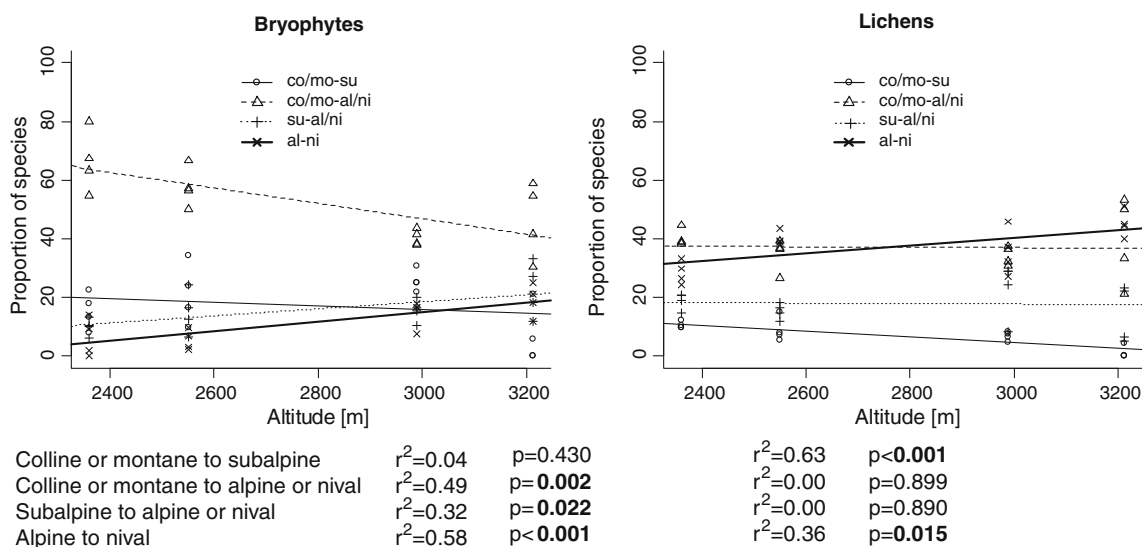 Bryophytes
Proportion of species
100
80
60
40
20
0
co/mo-su
co/mo-al/ni
su-al/ni
al-ni
2400 2600 2800 3000 3200
Altitude [m]
Lichens
Proportion of species
100
80
60
40
20
0
co/mo-su
co/mo-al/ni
su-al/ni
al-ni
2400 2600 2800 3000 3200
Altitude [m]
Colline or montane to subalpine r²=0.04 p=0.430 r²=0.63 p<0.001
Colline or montane to alpine or nival r²=0.49 p=0.002 r²=0.00 p=0.899
Subalpine to alpine or nival r²=0.32 p=0.022 r²=0.00 p=0.890
Alpine to nival r²=0.58 p<0.001 r²=0.36 p=0.015